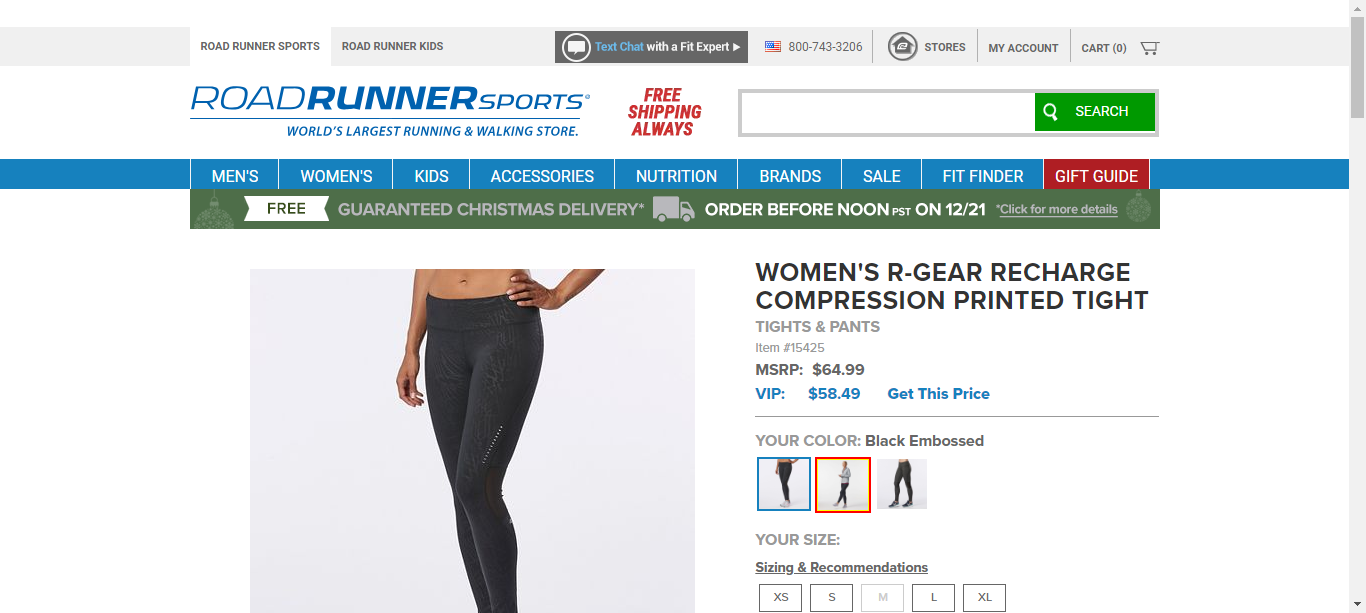 ROAD RUNNER SPORTS
ROAD RUNNER KIDS
Text Chat with a Fit Expert
800-743-3206
STORES
MY ACCOUNT
CART (0)
ROADRUNNERSPORTS®
WORLD'S LARGEST RUNNING & WALKING STORE.
FREE
SHIPPING
ALWAYS
SEARCH
MEN'S
WOMEN'S
KIDS
ACCESSORIES
NUTRITION
BRANDS
SALE
FIT FINDER
GIFT GUIDE
FREE GUARANTEED CHRISTMAS DELIVERY* ORDER BEFORE NOON PST ON 12/21 *Click for more details
WOMEN'S R-GEAR RECHARGE
COMPRESSION PRINTED TIGHT
TIGHTS & PANTS
Item #15425
MSRP: $64.99
VIP: $58.49 Get This Price
YOUR COLOR: Black Embossed
YOUR SIZE:
Sizing & Recommendations
XS S M L XL